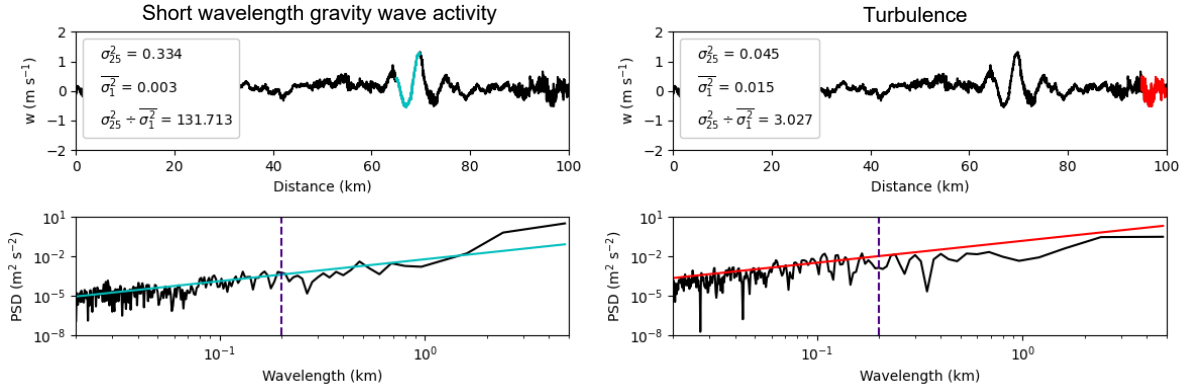 Short wavelength gravity wave activity
Turbulence
2
1
0
−1
−2
w (m s⁻¹)
σ²₂₅ = 0.334
σ̅²₁ = 0.003
σ²₂₅ ÷ σ̅²₁ = 131.713
0 20 40 60 80 100
Distance (km)
2
1
0
−1
−2
w (m s⁻¹)
σ²₂₅ = 0.045
σ̅²₁ = 0.015
σ²₂₅ ÷ σ̅²₁ = 3.027
0 20 40 60 80 100
Distance (km)
10¹
10⁻²
10⁻⁵
10⁻⁸
PSD (m² s⁻²)
10⁻¹ 10⁰
Wavelength (km)
10¹
10⁻²
10⁻⁵
10⁻⁸
PSD (m² s⁻²)
10⁻¹ 10⁰
Wavelength (km)